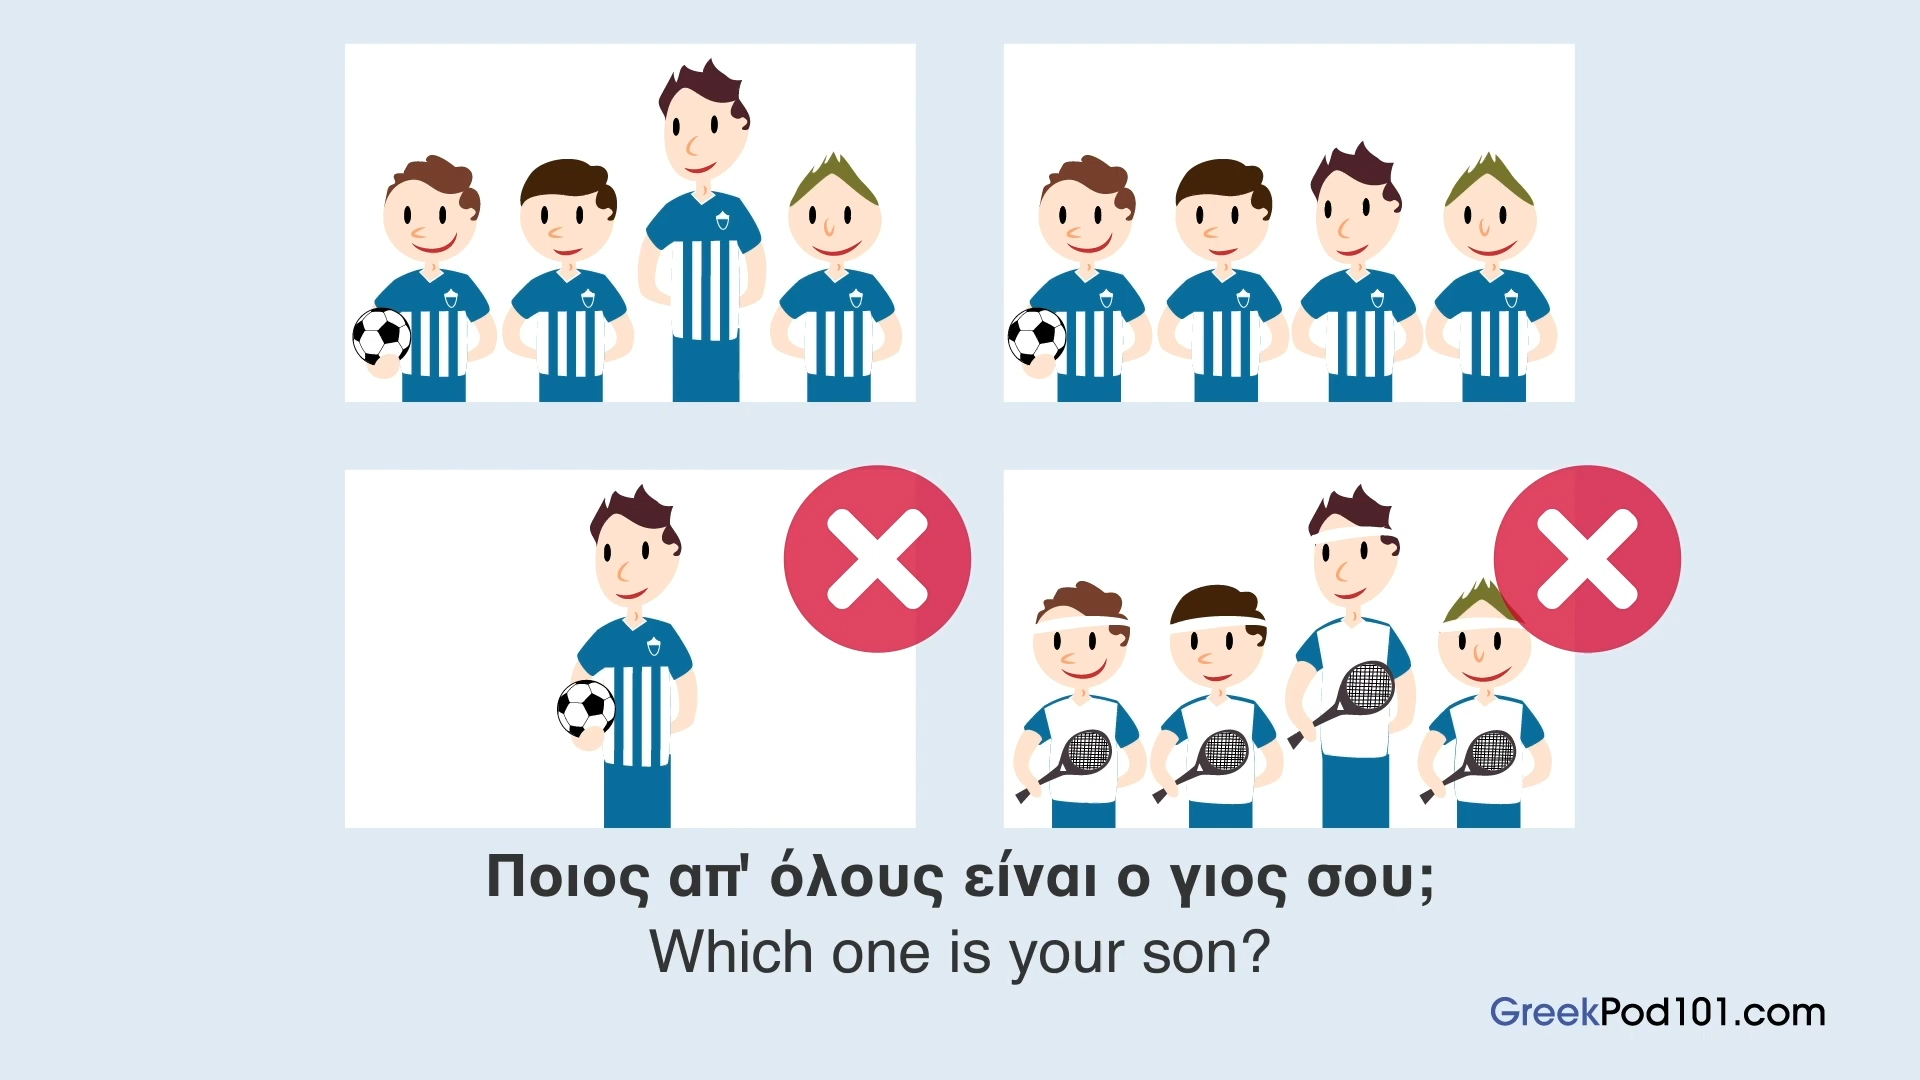 Ποιος απ' όλους είναι ο γιος σου;
Which one is your son?
GreekPod101.com